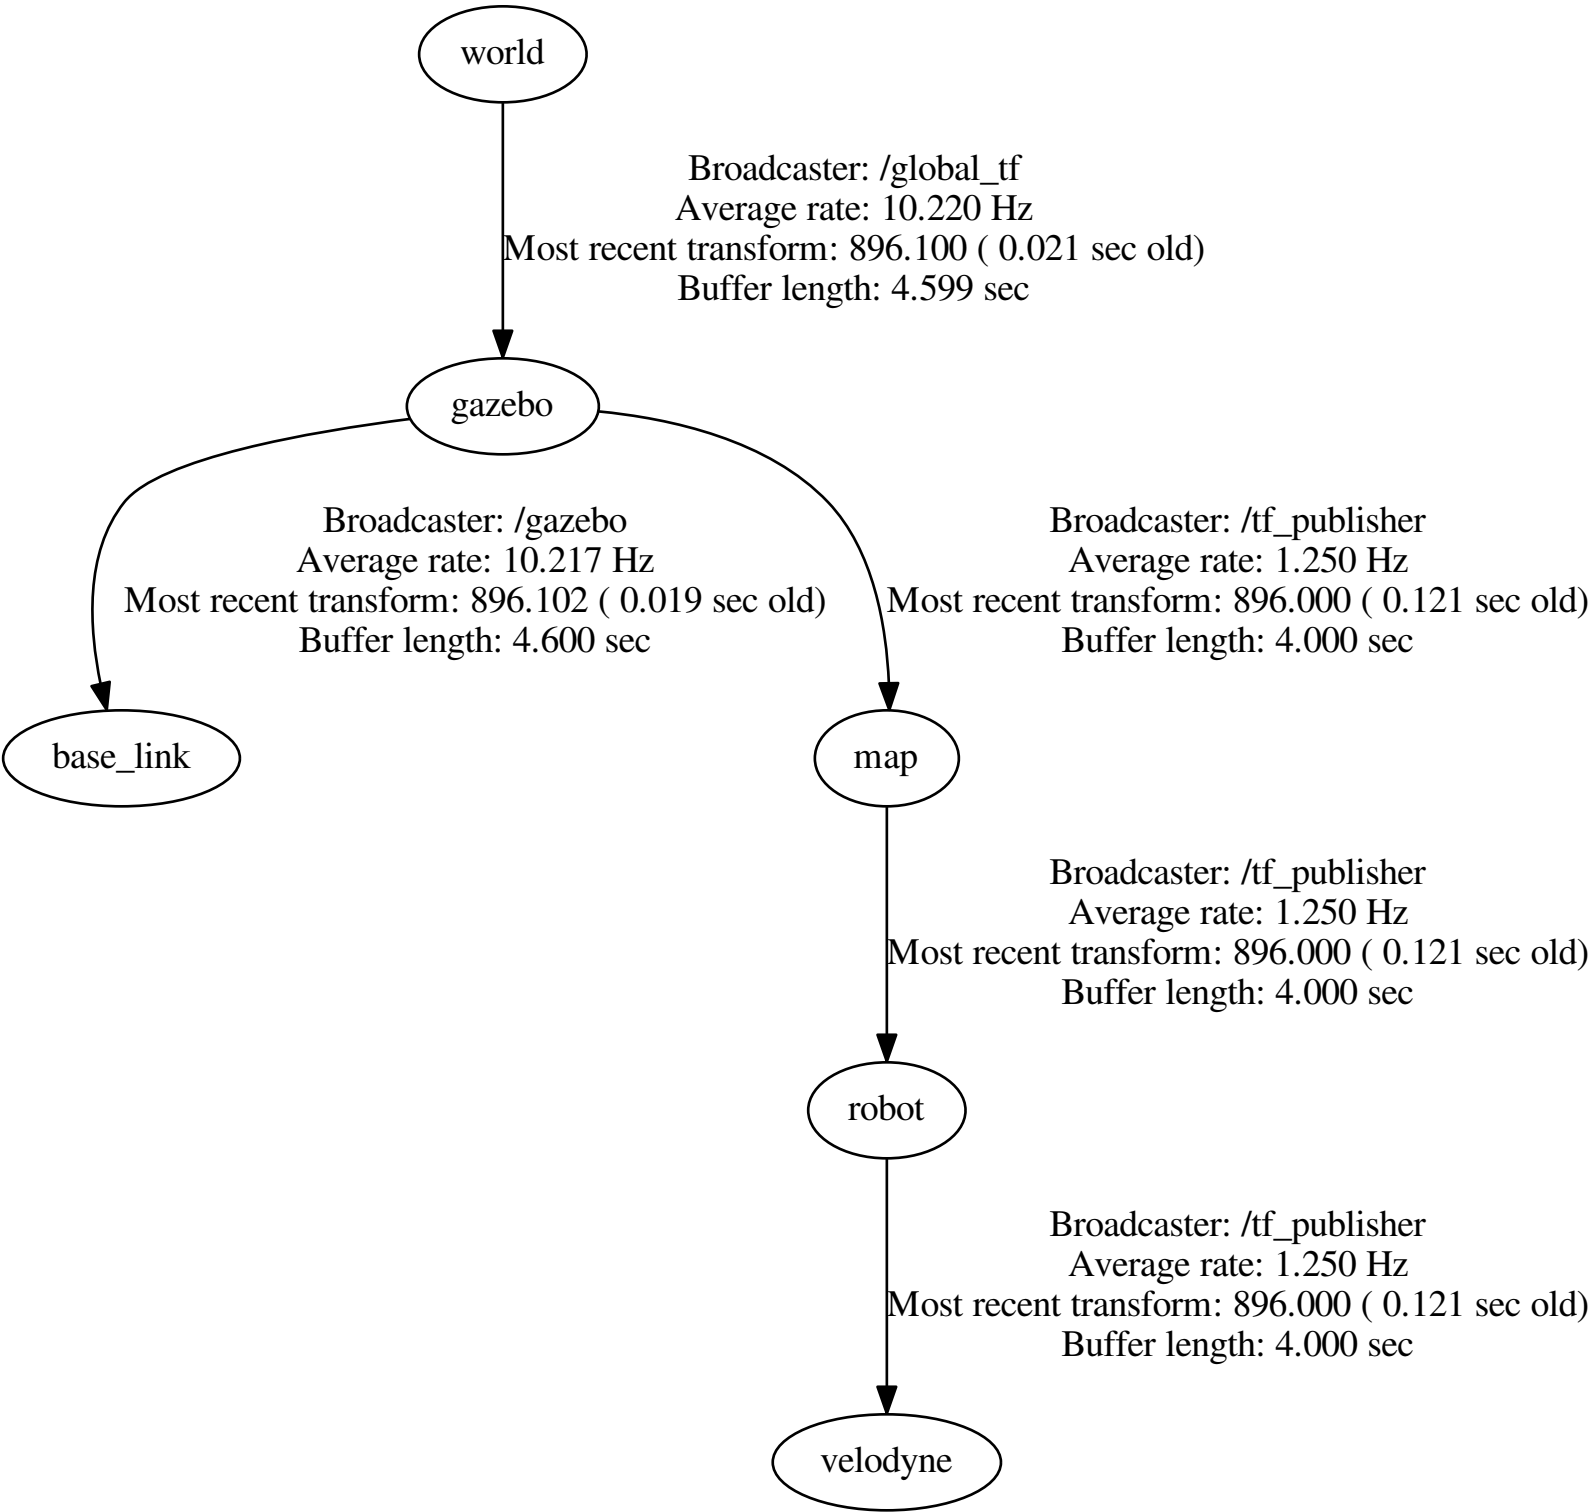 world
Broadcaster: /global_tf
Average rate: 10.220 Hz
Most recent transform: 896.100 ( 0.021 sec old)
Buffer length: 4.599 sec
gazebo
Broadcaster: /gazebo
Average rate: 10.217 Hz
Most recent transform: 896.102 ( 0.019 sec old)
Buffer length: 4.600 sec
Broadcaster: /tf_publisher
Average rate: 1.250 Hz
Most recent transform: 896.000 ( 0.121 sec old)
Buffer length: 4.000 sec
base_link
map
Broadcaster: /tf_publisher
Average rate: 1.250 Hz
Most recent transform: 896.000 ( 0.121 sec old)
Buffer length: 4.000 sec
robot
Broadcaster: /tf_publisher
Average rate: 1.250 Hz
Most recent transform: 896.000 ( 0.121 sec old)
Buffer length: 4.000 sec
velodyne